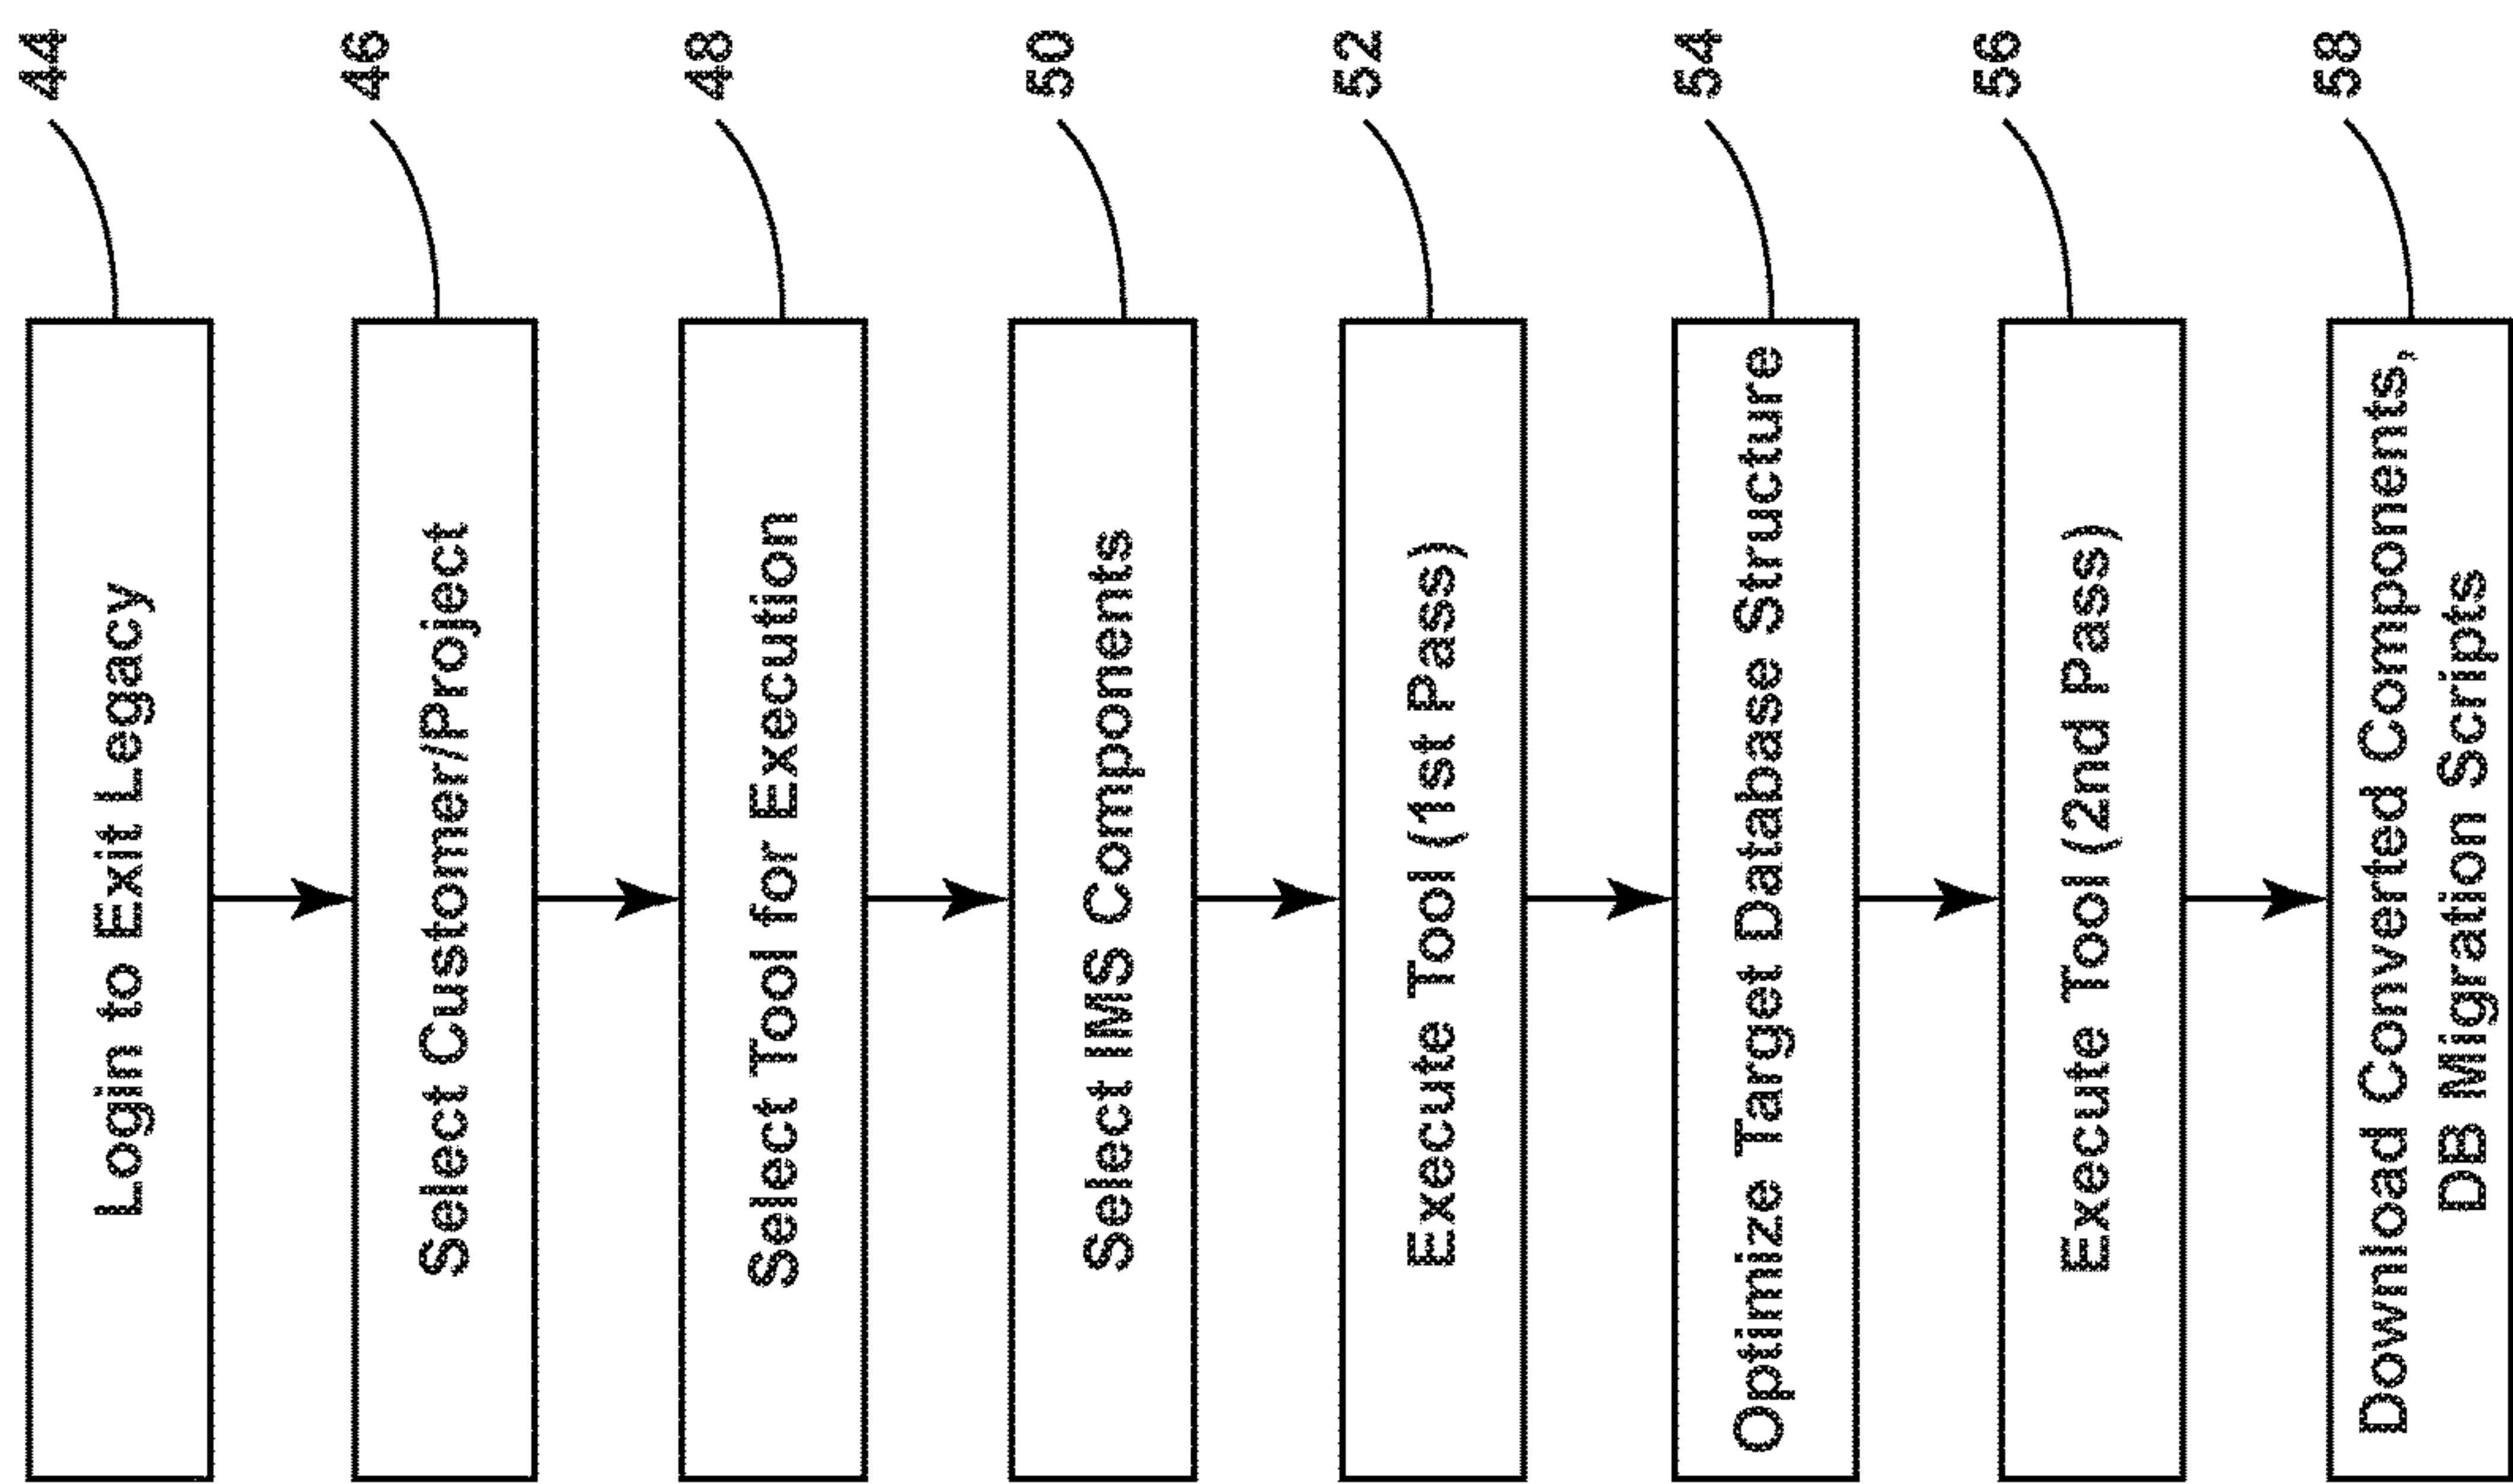 Login to Exit Legacy
44
Select Customer/Project
46
Select Tool for Execution
48
Select IMS Components
50
Execute Tool (1st Pass)
52
Optimize Target Database Structure
54
Execute Tool (2nd Pass)
56
Download Converted Components,
DB Migration Scripts
58